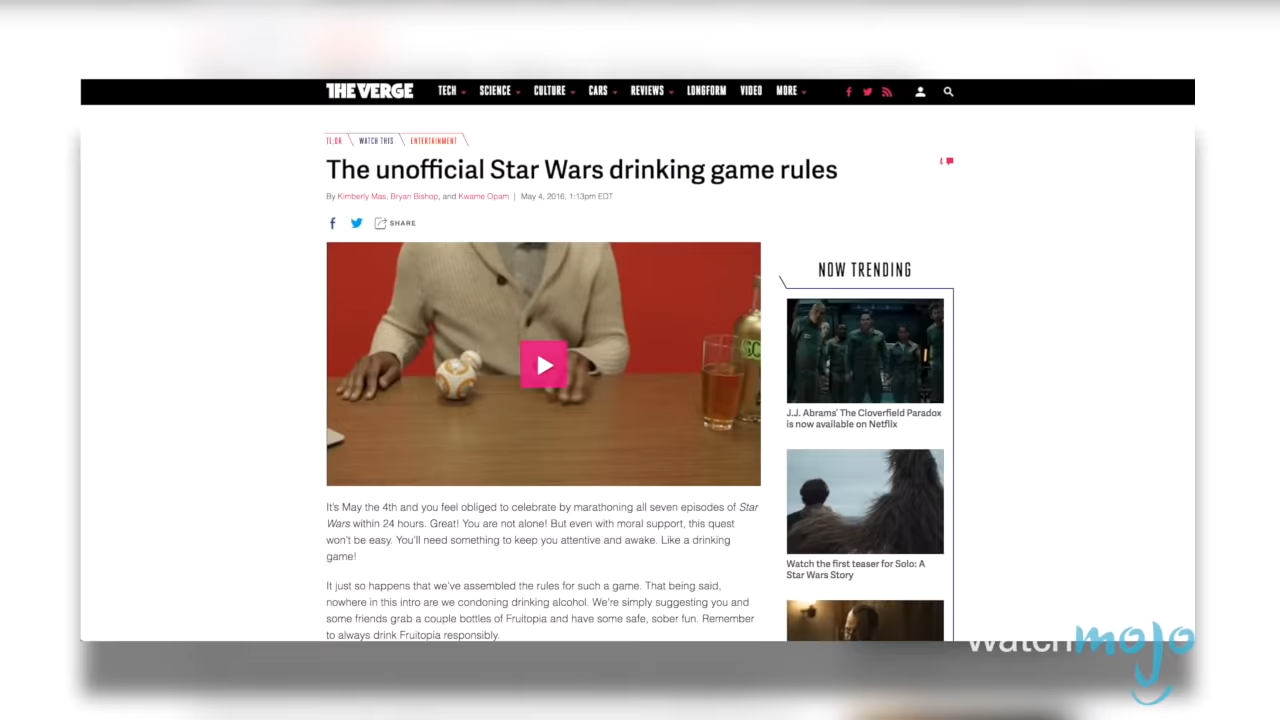 THE VERGE
TECH SCIENCE CULTURE CARS REVIEWS LONGFORM VIDEO MORE
TL;DR WATCH THIS ENTERTAINMENT
The unofficial Star Wars drinking game rules
By Kimberly Mas, Bryan Bishop, and Kwame Opam | May 4, 2016, 1:13pm EDT
SHARE
It's May the 4th and you feel obliged to celebrate by marathoning all seven episodes of Star
Wars within 24 hours. Great! You are not alone! But even with moral support, this quest
won't be easy. You'll need something to keep you attentive and awake. Like a drinking
game!
It just so happens that we've assembled the rules for such a game. That being said,
nowhere in this intro are we condoning drinking alcohol. We're simply suggesting you and
some friends grab a couple bottles of Fruitopia and have some safe, sober fun. Remember
to always drink Fruitopia responsibly.
NOW TRENDING
J.J. Abrams' The Cloverfield Paradox
is now available on Netflix
Watch the first teaser for Solo: A
Star Wars Story
watchmojo